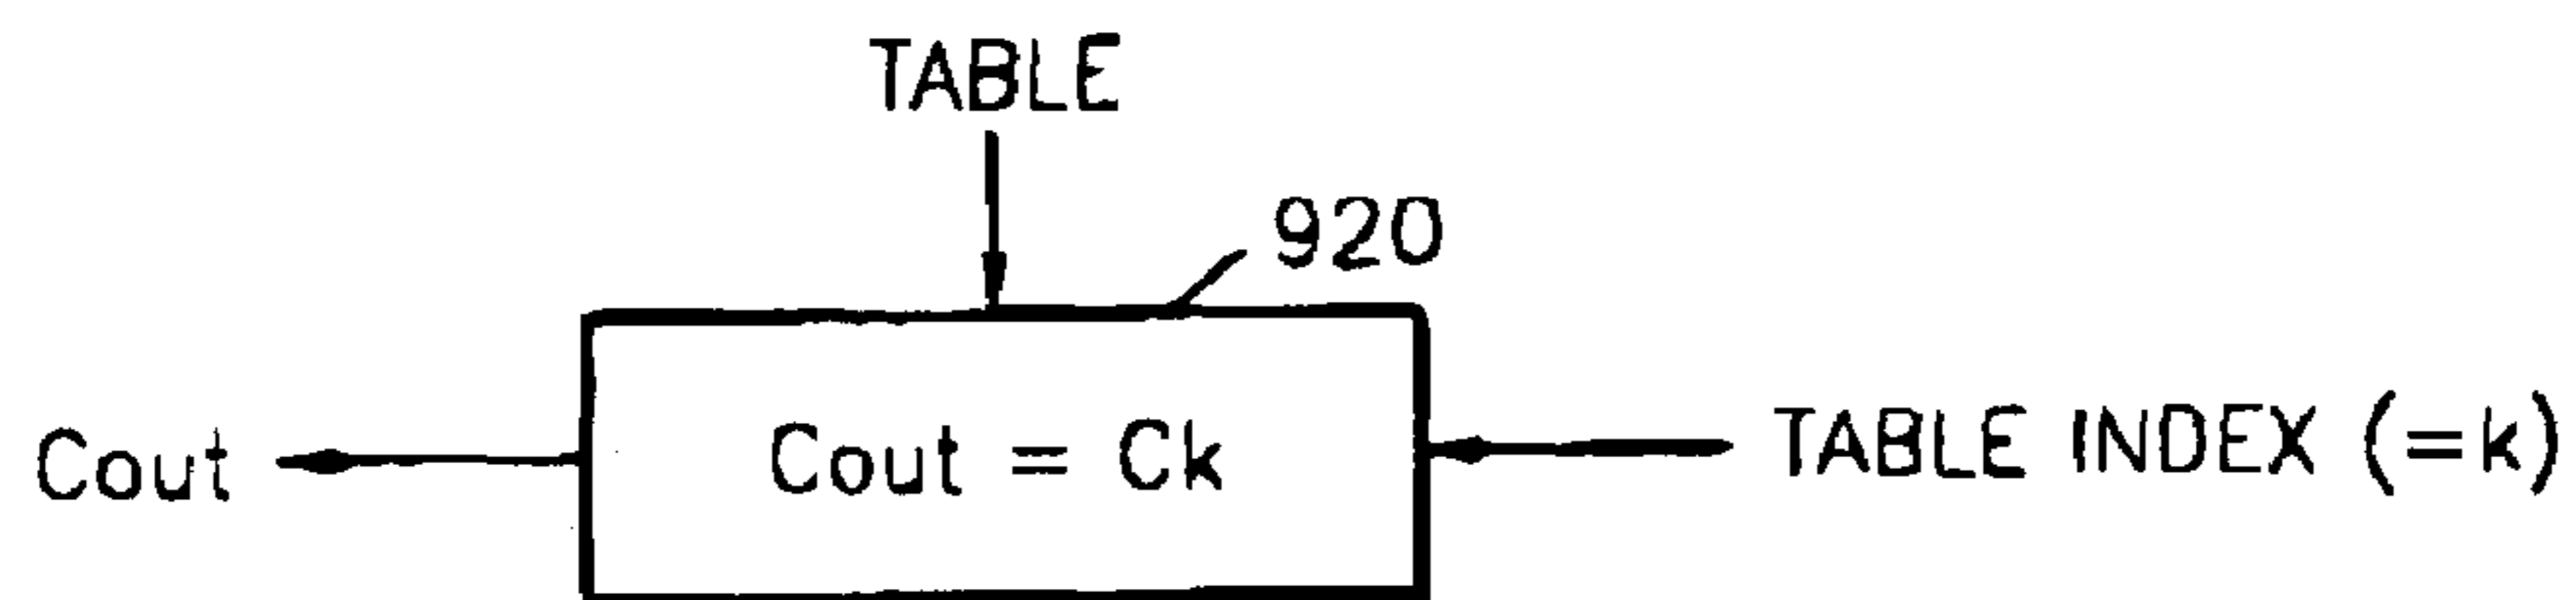 TABLE
920
Cout
Cout = Ck
TABLE INDEX (=k)